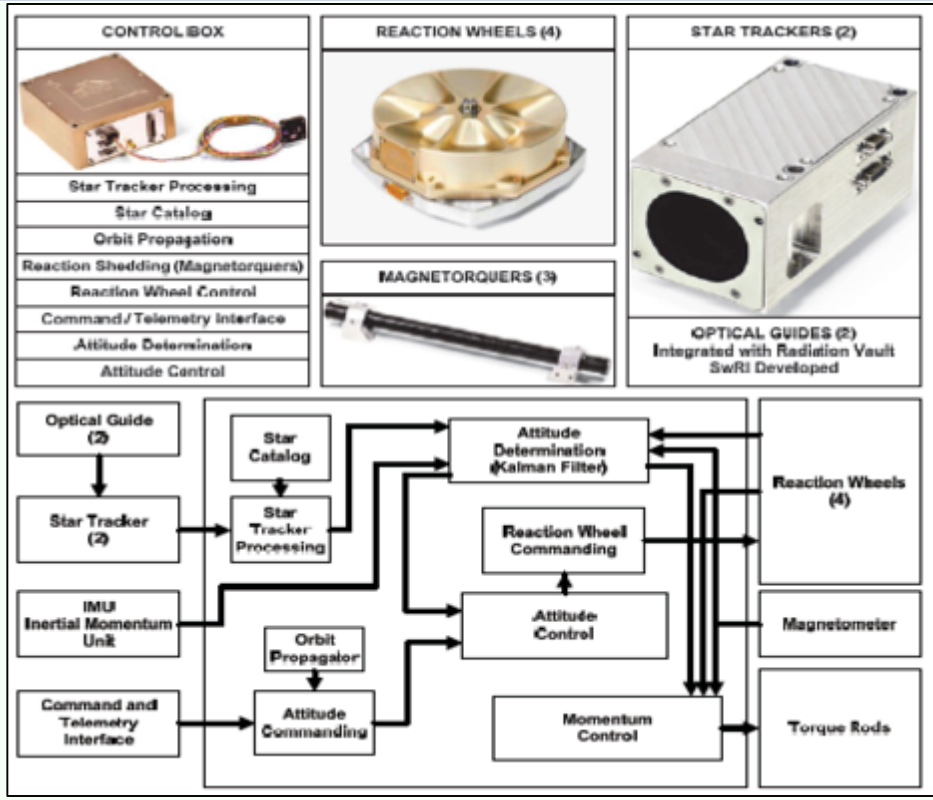 CONTROL BOX
Star Tracker Processing
Star Catalog
Orbit Propagation
Reaction Shedding (Magnetorquers)
Reaction Wheel Control
Command / Telemetry Interface
Attitude Determination
Attitude Control
REACTION WHEELS (4)
MAGNETORQUERS (3)
STAR TRACKERS (2)
OPTICAL GUIDES (2)
Integrated with Radiation Vault
SwRI Developed
Optical Guide
(2)
Star Tracker
(2)
IMU
Inertial Momentum
Unit
Command and
Telemetry
Interface
Star
Catalog
Star
Tracker
Processing
Orbit
Propagator
Attitude
Commanding
Attitude
Determination
(Kalman Filter)
Reaction Wheel
Commanding
Attitude
Control
Momentum
Control
Reaction Wheels
(4)
Magnetometer
Torque Rods